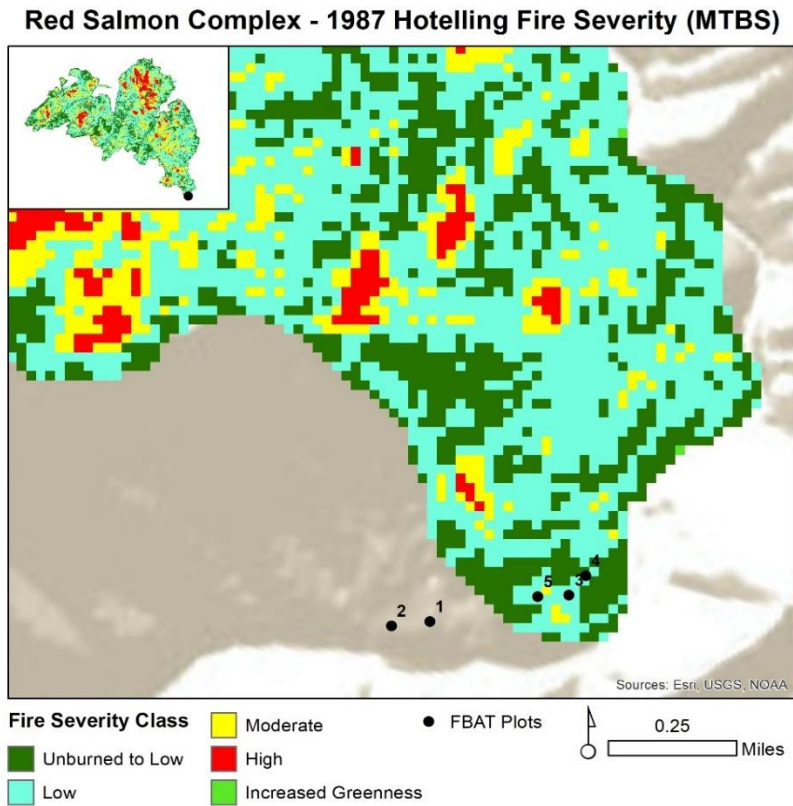 Red Salmon Complex - 1987 Hotelling Fire Severity (MTBS)
4
5
3
2
1
Sources: Esri, USGS, NOAA
Fire Severity Class
Unburned to Low
Low
Moderate
High
Increased Greenness
FBAT Plots
0.25
Miles